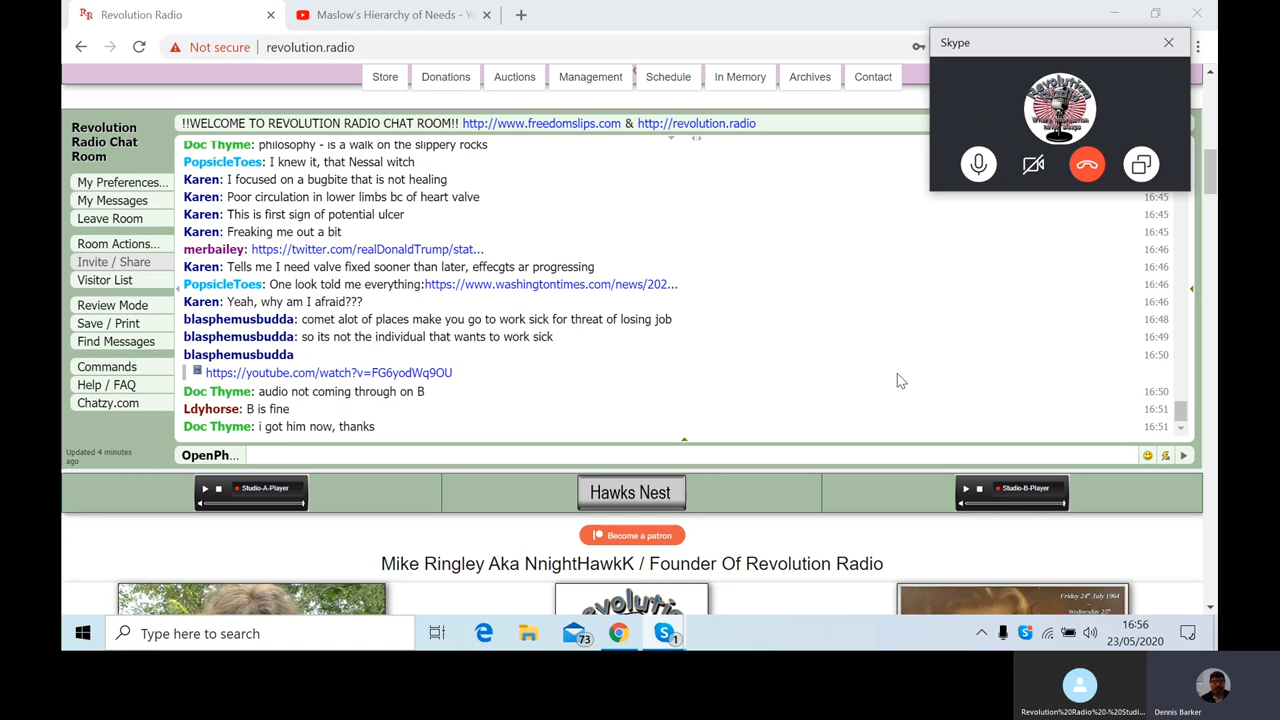 Revolution Radio
Maslow's Hierarchy of Needs - Yo
Not secure
revolution.radio
Skype
Store
Donations
Auctions
Management
Schedule
In Memory
Archives
Contact
Revolution
Radio Chat
Room
My Preferences...
My Messages
Leave Room
Room Actions...
Invite / Share
Visitor List
Review Mode
Save / Print
Find Messages
Commands
Help / FAQ
Chatzy.com
Updated 4 minutes
ago
!!WELCOME TO REVOLUTION RADIO CHAT ROOM!! http://www.freedomslips.com & http://revolution.radio
Doc Thyme: philosophy - is a walk on the slippery rocks
PopsicleToes: I knew it, that Nessal witch
Karen: I focused on a bugbite that is not healing
Karen: Poor circulation in lower limbs bc of heart valve 16:45
Karen: This is first sign of potential ulcer 16:45
Karen: Freaking me out a bit 16:45
merbailey: https://twitter.com/realDonaldTrump/stat... 16:46
Karen: Tells me I need valve fixed sooner than later, effecgts ar progressing 16:46
PopsicleToes: One look told me everything:https://www.washingtontimes.com/news/202... 16:46
Karen: Yeah, why am I afraid??? 16:46
blasphemusbudda: comet alot of places make you go to work sick for threat of losing job 16:48
blasphemusbudda: so its not the individual that wants to work sick 16:49
blasphemusbudda 16:50
https://youtube.com/watch?v=FG6yodWq9OU
Doc Thyme: audio not coming through on B 16:50
Ldyhorse: B is fine 16:51
Doc Thyme: i got him now, thanks 16:51
OpenPh...
Studio-A-Player
Hawks Nest
Studio-B-Player
Become a patron
Mike Ringley Aka NnightHawkK / Founder Of Revolution Radio
Friday 24th July 1964
Type here to search
73
1
16:56
23/05/2020
Revolution%20Radio%20-%20Studi...
Dennis Barker